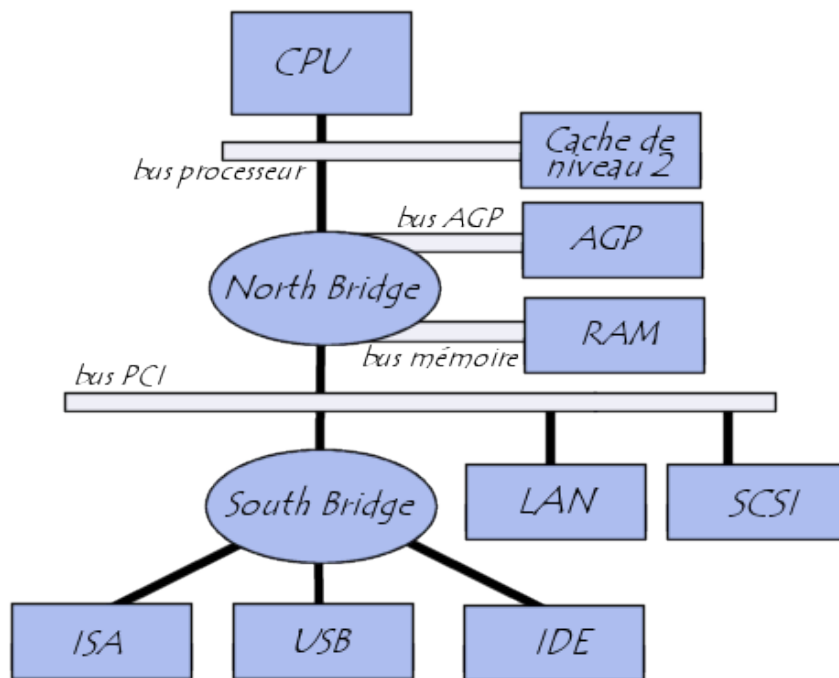 CPU
Cache de
niveau 2
bus processeur
bus AGP
AGP
North Bridge
RAM
bus mémoire
bus PCI
South Bridge
LAN
SCSI
ISA
USB
IDE